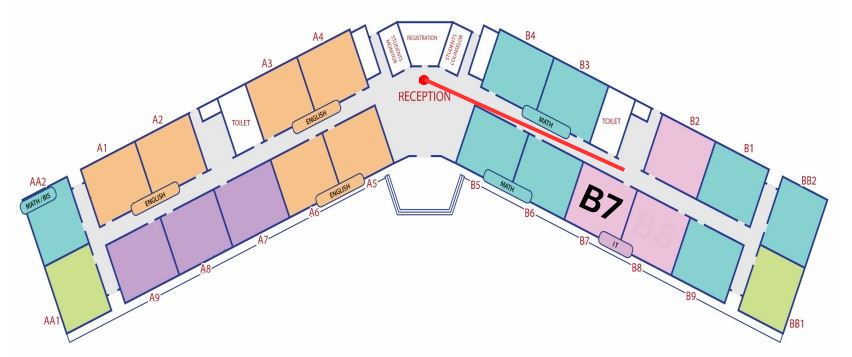 REGISTRATION
STUDENTS
MONITOR
STUDENTS
COUNSELOR
RECEPTION
A4
A3
ENGLISH
TOILET
A2
A1
ENGLISH
AA2
MATH / BIS
AA1
A9
A8
A7
A6
ENGLISH
A5
B4
B3
MATH
TOILET
B2
B1
BB2
BB1
B5
MATH
B6
B7
B7
IT
B8
B8
B9